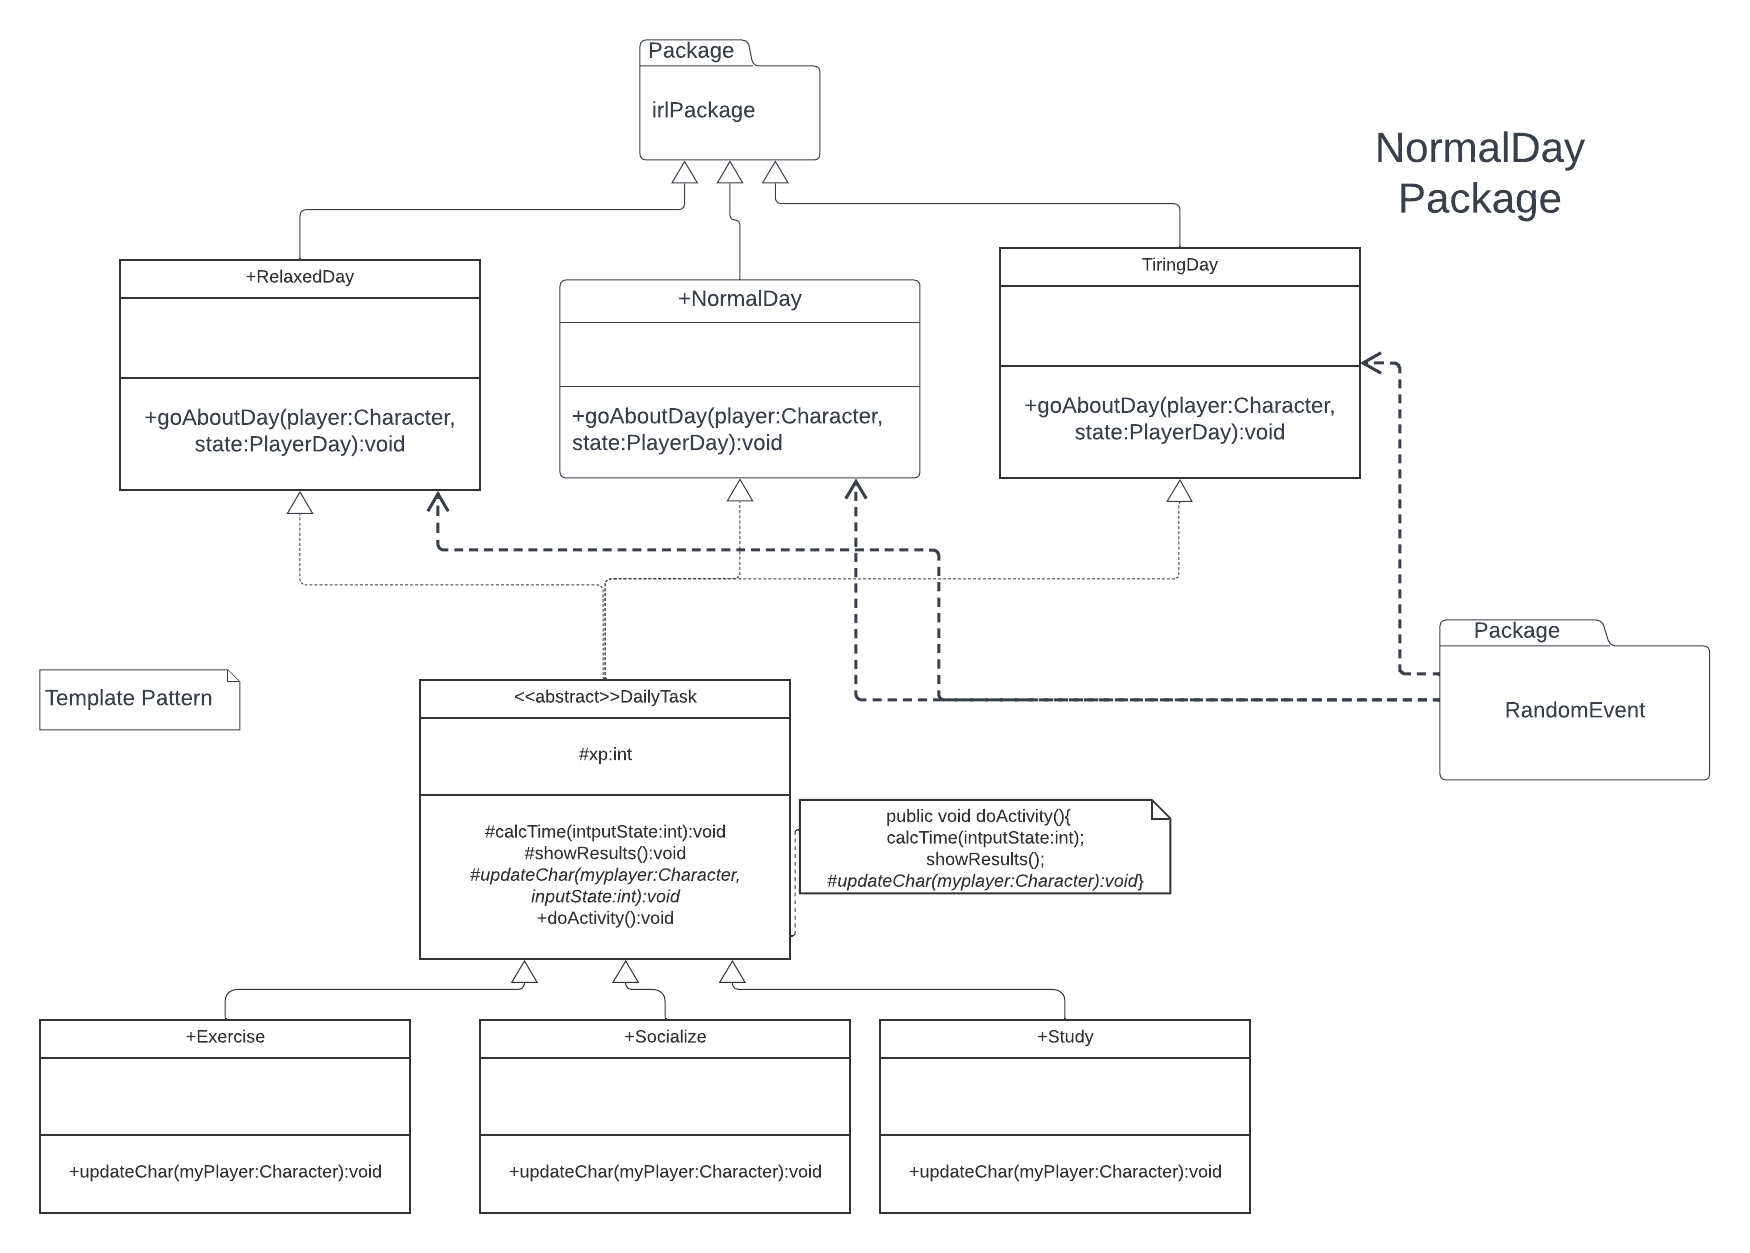 Package
irlPackage
NormalDay
Package
+RelaxedDay
+goAboutDay(player:Character,
state:PlayerDay):void
+NormalDay
+goAboutDay(player:Character,
state:PlayerDay):void
TiringDay
+goAboutDay(player:Character,
state:PlayerDay):void
Package
RandomEvent
Template Pattern
<<abstract>>DailyTask
#xp:int
#calcTime(intputState:int):void
#showResults():void
#updateChar(myplayer:Character,
inputState:int):void
+doActivity():void
public void doActivity(){
calcTime(intputState:int);
showResults();
#updateChar(myplayer:Character):void}
+Exercise
+updateChar(myPlayer:Character):void
+Socialize
+updateChar(myPlayer:Character):void
+Study
+updateChar(myPlayer:Character):void